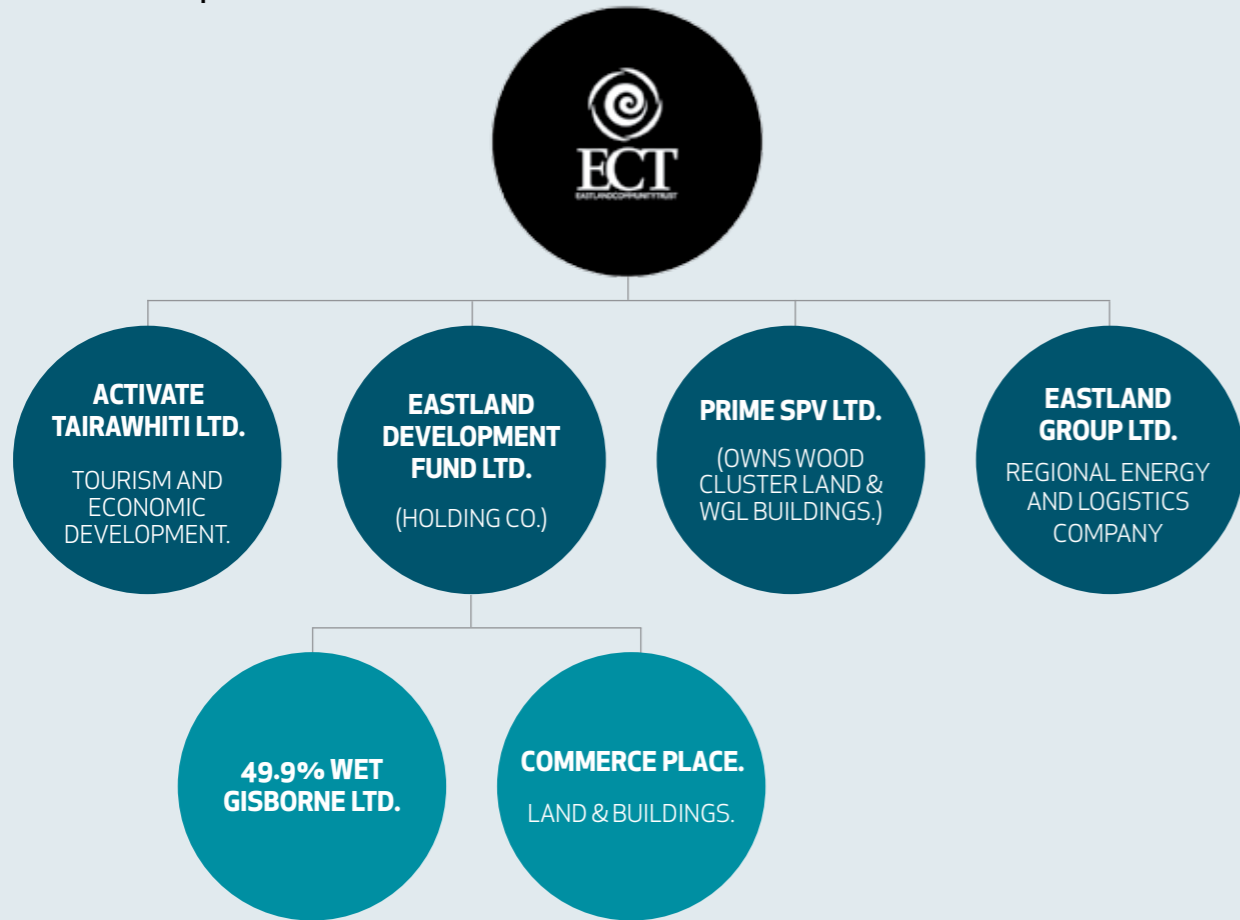 ECT
EASTLANDCOMMUNITYTRUST
ACTIVATE
TAIRAWHITI LTD.
TOURISM AND
ECONOMIC
DEVELOPMENT.
EASTLAND
DEVELOPMENT
FUND LTD.
(HOLDING CO.)
PRIME SPV LTD.
(OWNS WOOD
CLUSTER LAND &
WGL BUILDINGS.)
EASTLAND
GROUP LTD.
REGIONAL ENERGY
AND LOGISTICS
COMPANY
49.9% WET
GISBORNE LTD.
COMMERCE PLACE.
LAND & BUILDINGS.